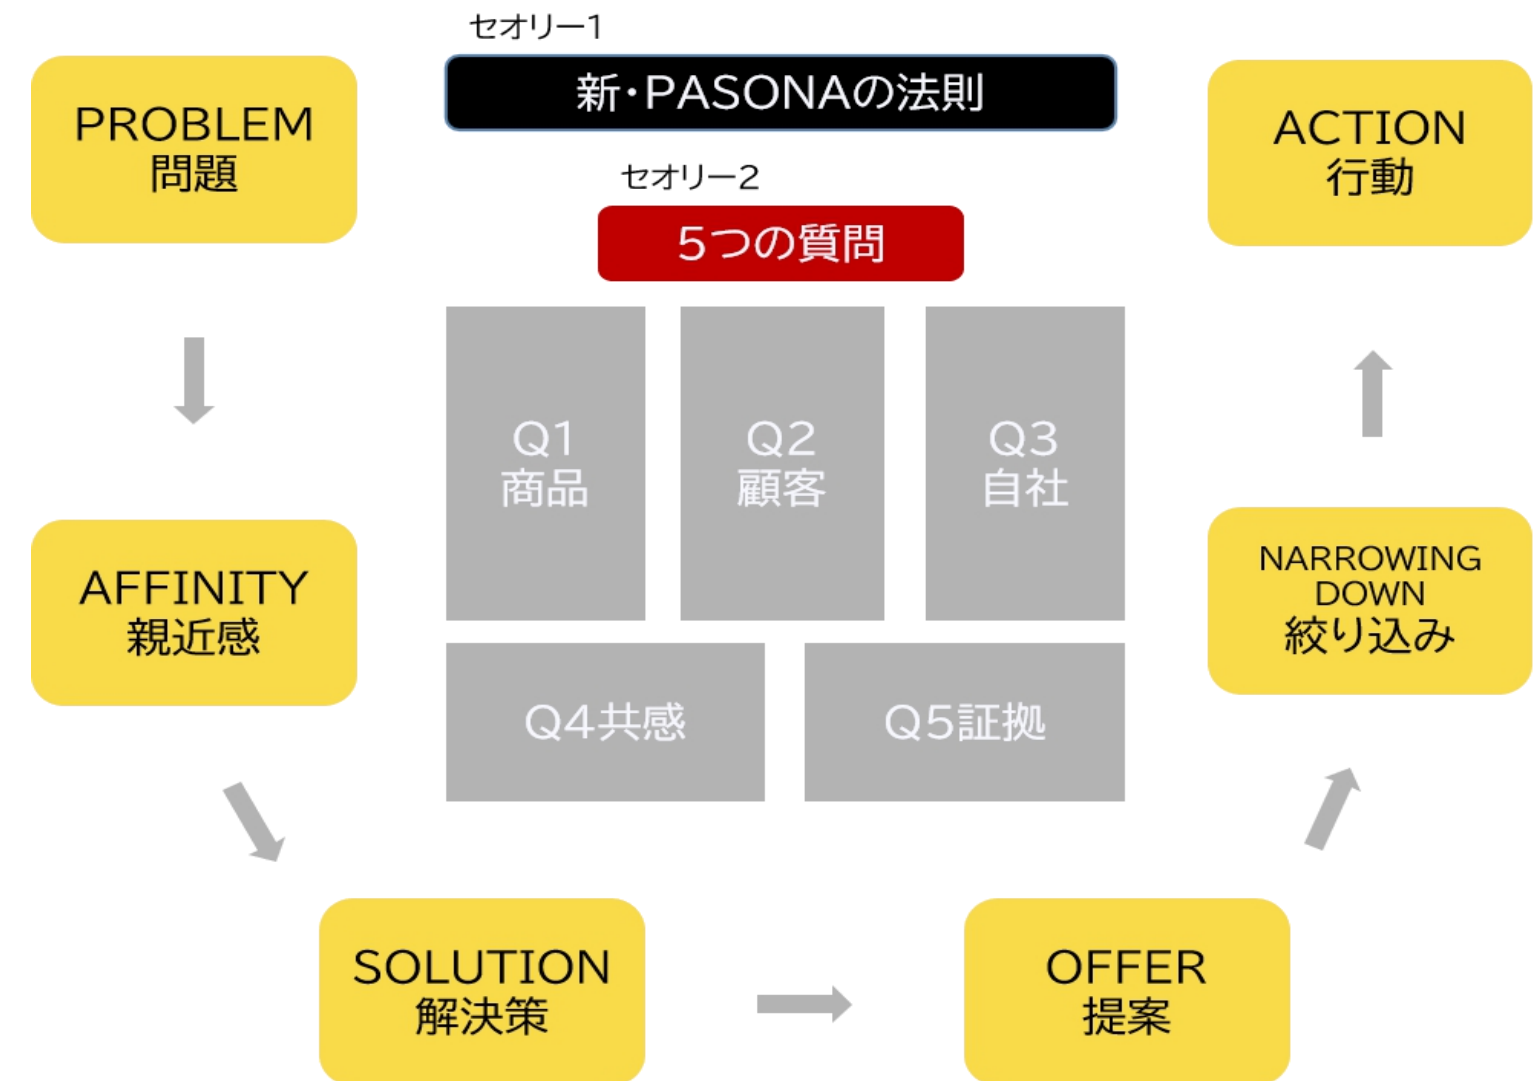 セオリー1
新・PASONAの法則
セオリー2
5つの質問
PROBLEM
問題
AFFINITY
親近感
SOLUTION
解決策
OFFER
提案
NARROWING
DOWN
絞り込み
ACTION
行動
Q1
商品
Q2
顧客
Q3
自社
Q4共感
Q5証拠